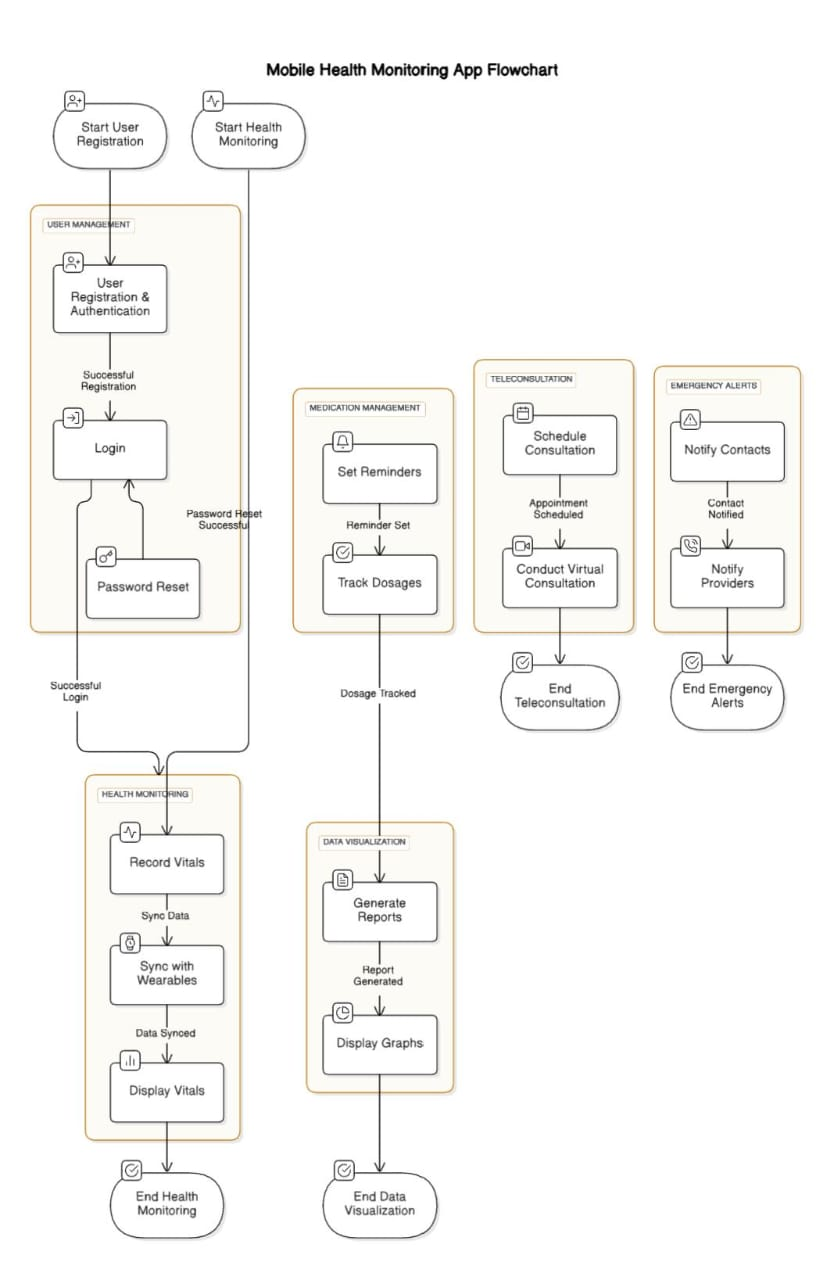 Mobile Health Monitoring App Flowchart
Start User
Registration
Start Health
Monitoring
USER MANAGEMENT
User
Registration &
Authentication
Successful
Registration
Login
Password Reset
Successful
Password Reset
Successful
Login
MEDICATION MANAGEMENT
Set Reminders
Reminder Set
Track Dosages
Dosage Tracked
TELECONSULTATION
Schedule
Consultation
Appointment
Scheduled
Conduct Virtual
Consultation
End
Teleconsultation
EMERGENCY ALERTS
Notify Contacts
Contact
Notified
Notify
Providers
End Emergency
Alerts
HEALTH MONITORING
Record Vitals
Sync Data
Sync with
Wearables
Data Synced
Display Vitals
End Health
Monitoring
DATA VISUALIZATION
Generate
Reports
Report
Generated
Display Graphs
End Data
Visualization